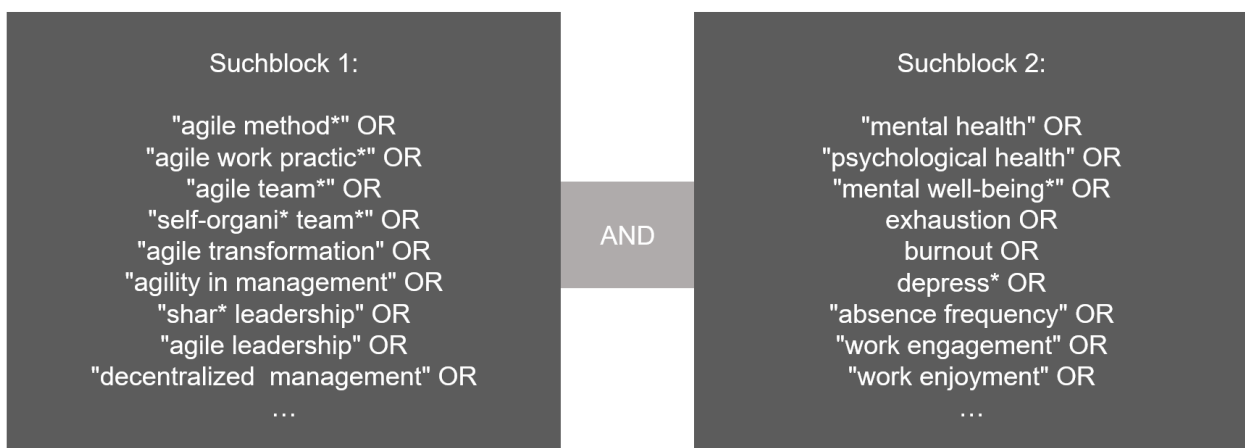 Suchblock 1:
"agile method*" OR
"agile work practic*" OR
"agile team*" OR
"self-organi* team*" OR
"agile transformation" OR
"agility in management" OR
"shar* leadership" OR
"agile leadership" OR
"decentralized  management" OR
…
AND
Suchblock 2:
"mental health" OR
"psychological health" OR
"mental well-being*" OR
exhaustion OR
burnout OR
depress* OR
"absence frequency" OR
"work engagement" OR
"work enjoyment" OR
…